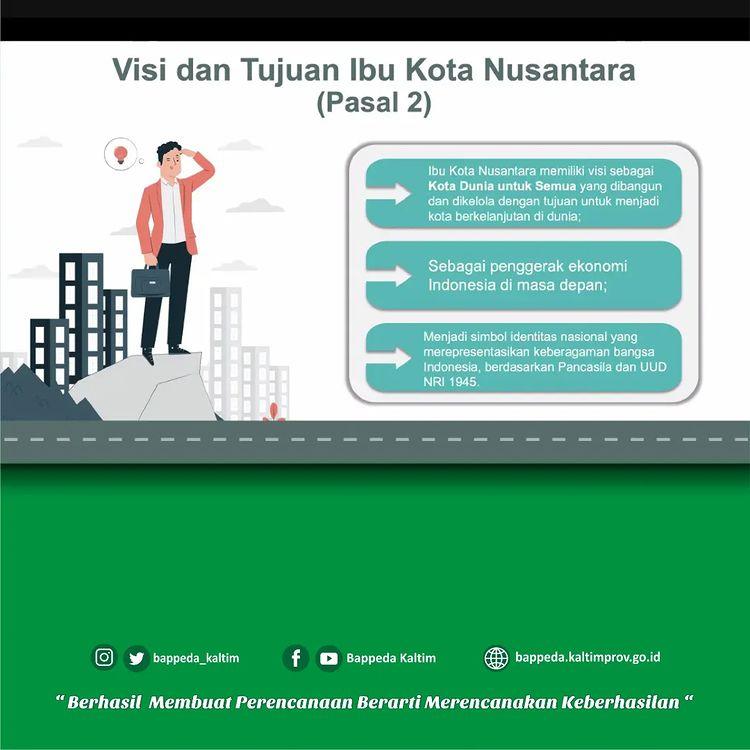 Visi dan Tujuan Ibu Kota Nusantara
(Pasal 2)
Ibu Kota Nusantara memiliki visi sebagai
Kota Dunia untuk Semua yang dibangun
dan dikelola dengan tujuan untuk menjadi
kota berkelanjutan di dunia;
Sebagai penggerak ekonomi
Indonesia di masa depan;
Menjadi simbol identitas nasional yang
merepresentasikan keberagaman bangsa
Indonesia, berdasarkan Pancasila dan UUD
NRI 1945.
bappeda_kaltim
Bappeda Kaltim
bappeda.kaltimprov.go.id
“ Berhasil Membuat Perencanaan Berarti Merencanakan Keberhasilan “